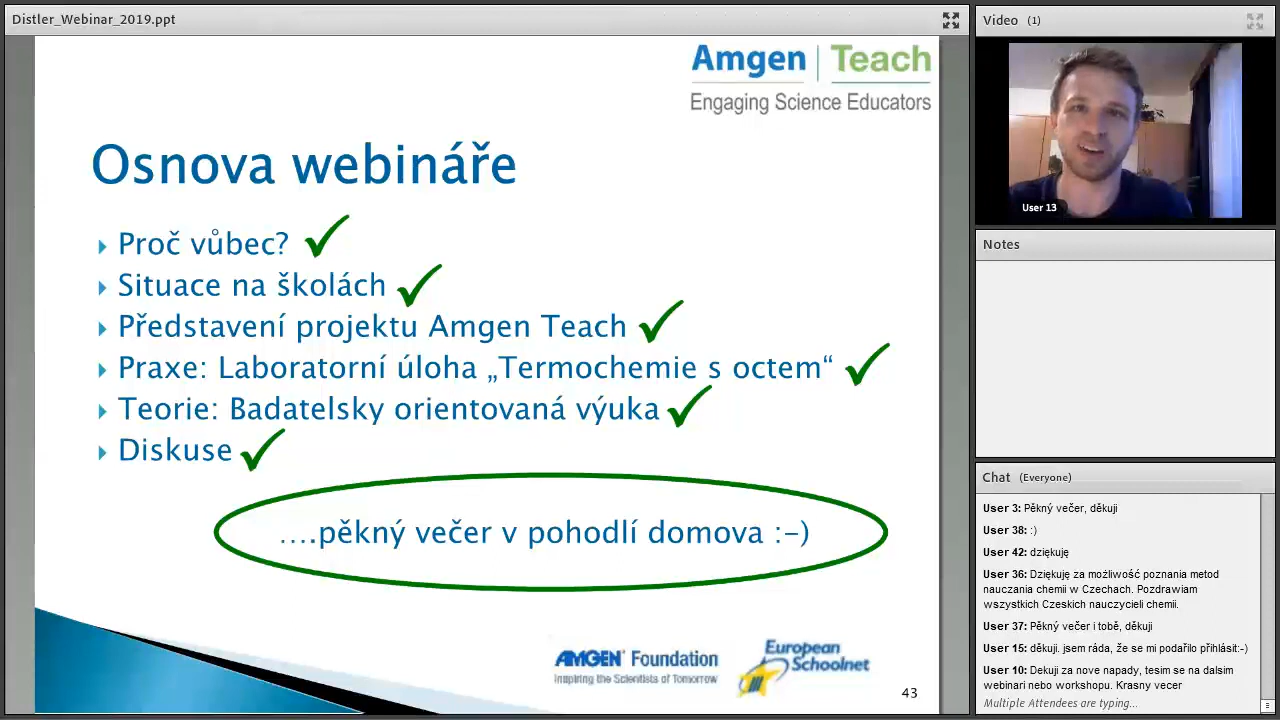 Distler_Webinar_2019.ppt
Amgen Teach
Engaging Science Educators
Osnova webináře
Proč vůbec?
Situace na školách
Představení projektu Amgen Teach
Praxe: Laboratorní úloha „Termochemie s octem“
Teorie: Badatelsky orientovaná výuka
Diskuse
….pěkný večer v pohodlí domova :-)
AMGEN Foundation
Inspiring the Scientists of Tomorrow
European
Schoolnet
43
Video (1)
User 13
Notes
Chat (Everyone)
User 3: Pěkný večer, děkuji
User 38: :)
User 42: dziękuję
User 36: Dziękuję za możliwość poznania metod
nauczania chemii w Czechach. Pozdrawiam
wszystkich Czeskich nauczycieli chemii.
User 37: Pěkný večer i tobě, děkuji
User 15: děkuji. jsem ráda, že se mi podařilo přihlásit:-)
User 10: Dekuji za nove napady, tesim se na dalsim
webinari nebo workshopu. Krasny vecer
Multiple Attendees are typing...